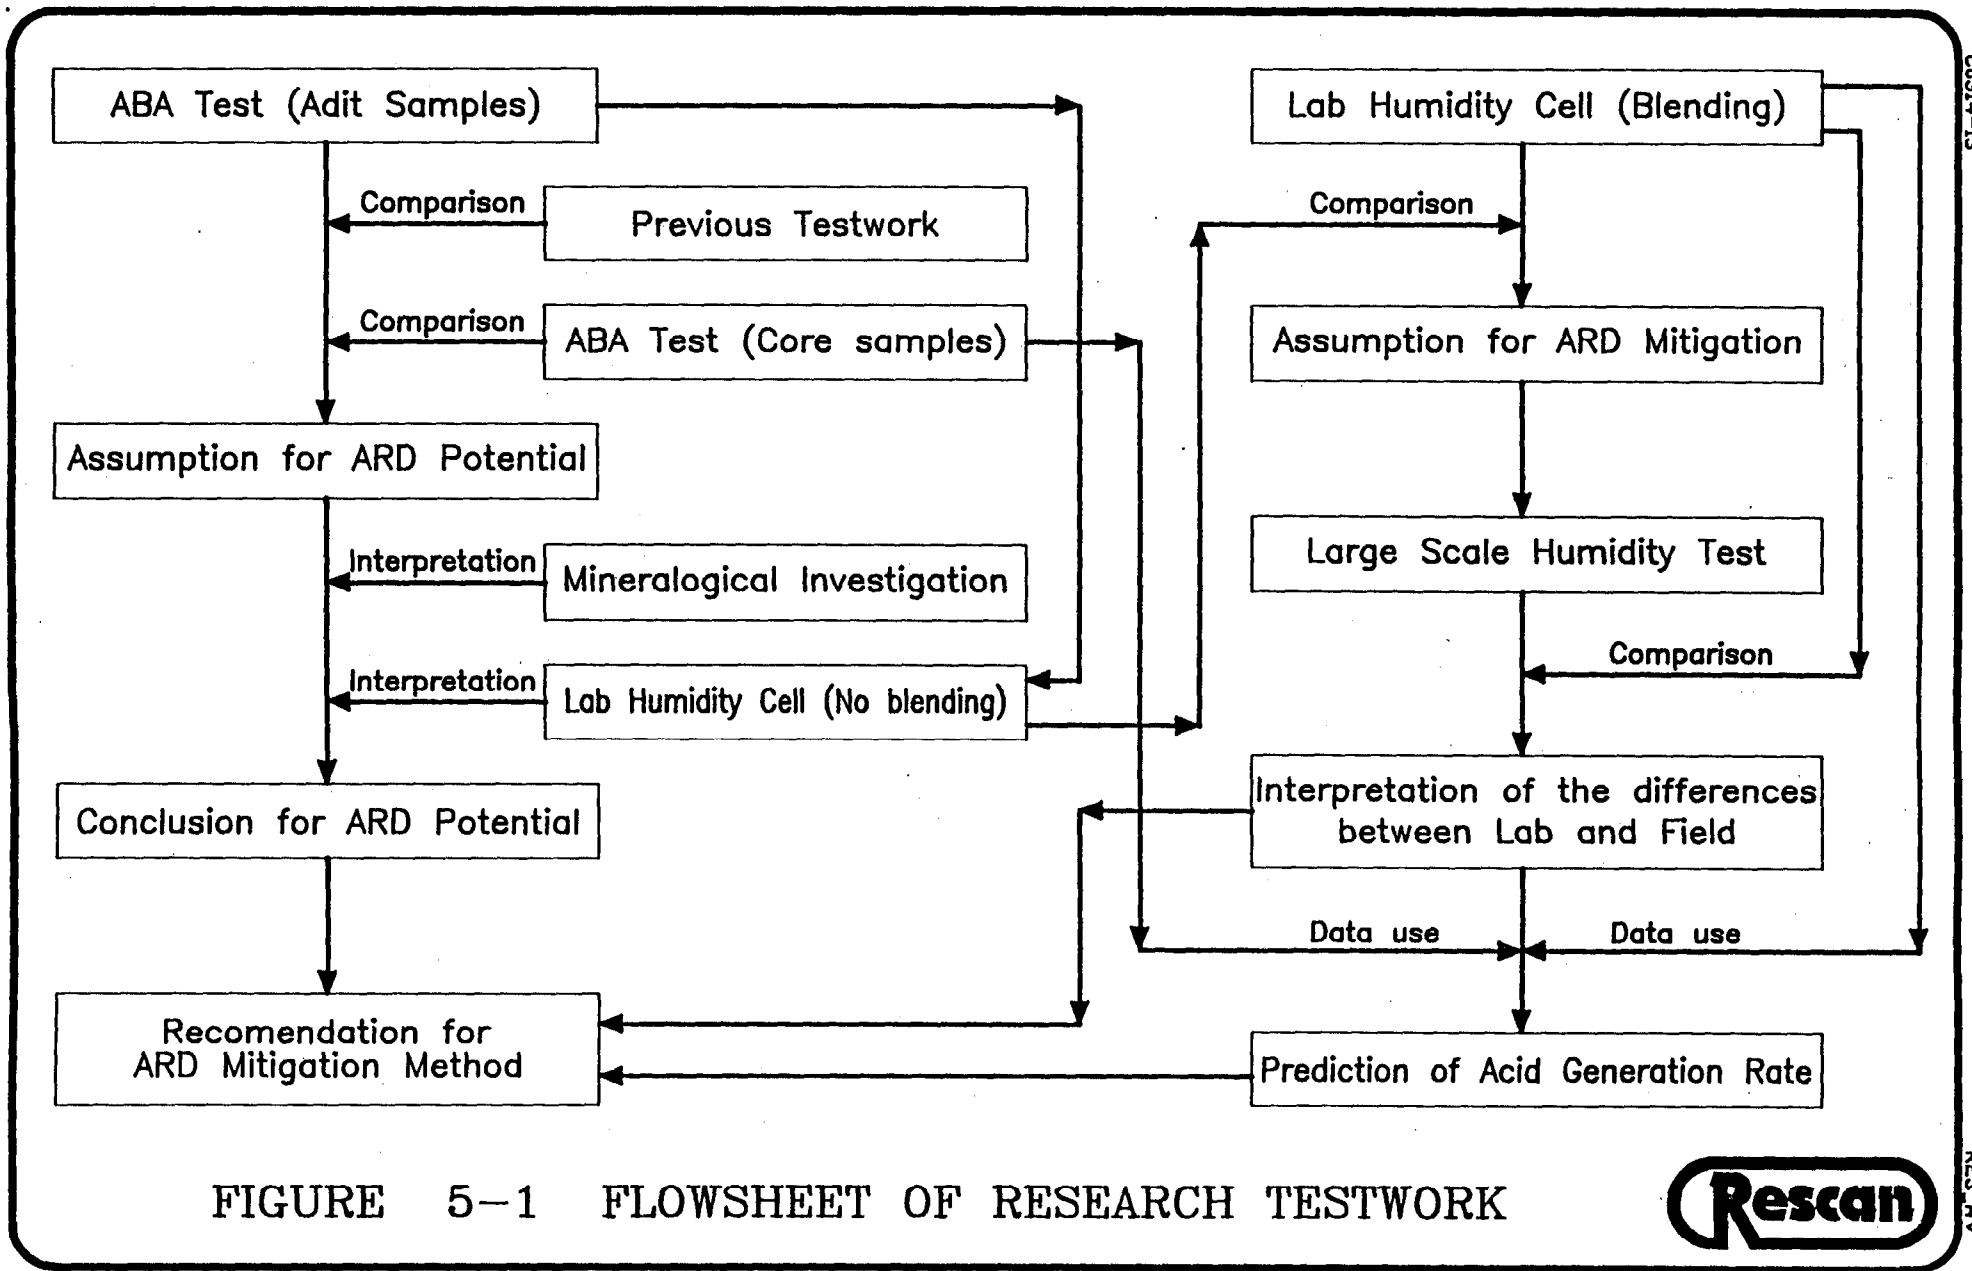 ABA Test (Adit Samples)
Comparison
Previous Testwork
Comparison
ABA Test (Core samples)
Assumption for ARD Potential
Interpretation
Mineralogical Investigation
Interpretation
Lab Humidity Cell (No blending)
Conclusion for ARD Potential
Recomendation for
ARD Mitigation Method
Lab Humidity Cell (Blending)
Comparison
Assumption for ARD Mitigation
Large Scale Humidity Test
Comparison
Interpretation of the differences
between Lab and Field
Data use
Data use
Prediction of Acid Generation Rate
FIGURE 5-1 FLOWSHEET OF RESEARCH TESTWORK
Rescan